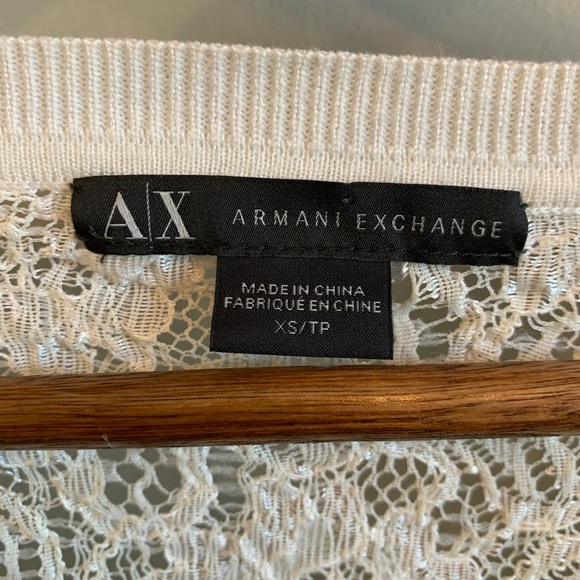 A|X ARMANI EXCHANGE
MADE IN CHINA
FABRIQUÉ EN CHINE
XS/TP